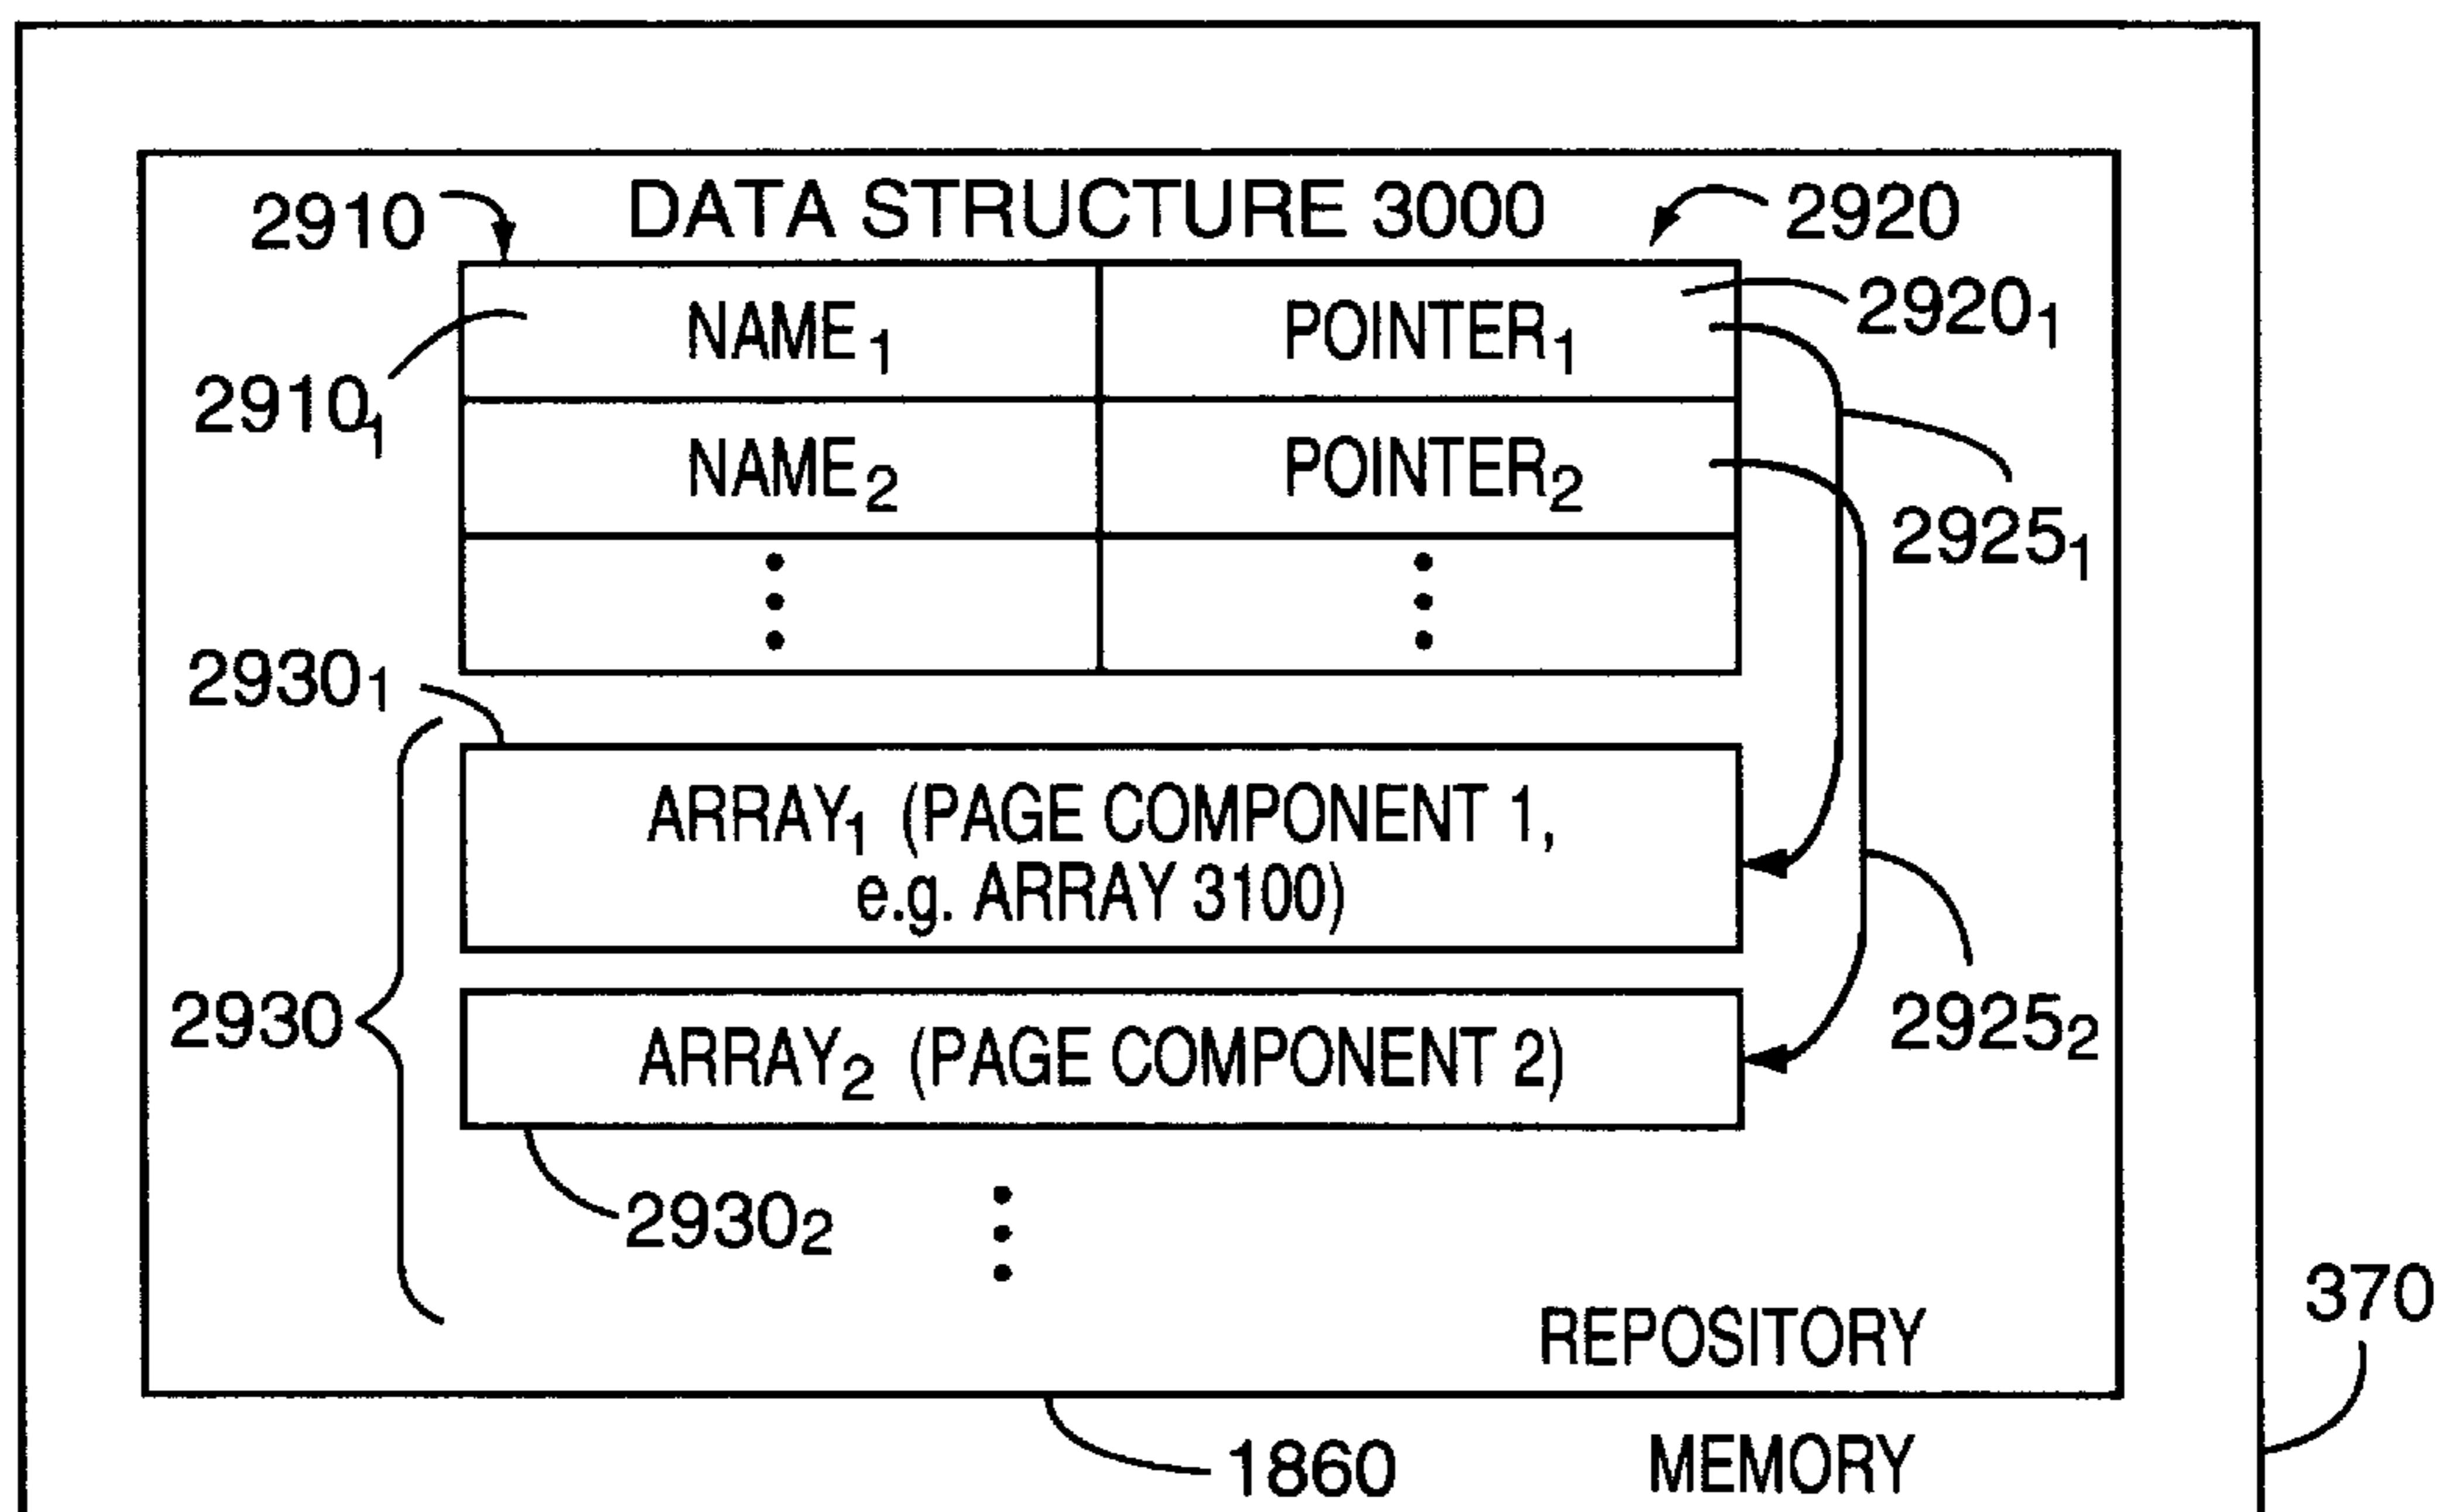 2910 DATA STRUCTURE 3000 2920
NAME₁ POINTER₁ 2920₁
2910₁
NAME₂ POINTER₂
2925₁
2930₁
ARRAY₁ (PAGE COMPONENT 1,
e.g. ARRAY 3100)
2930
ARRAY₂ (PAGE COMPONENT 2)
2925₂
2930₂
370
REPOSITORY
1860
MEMORY